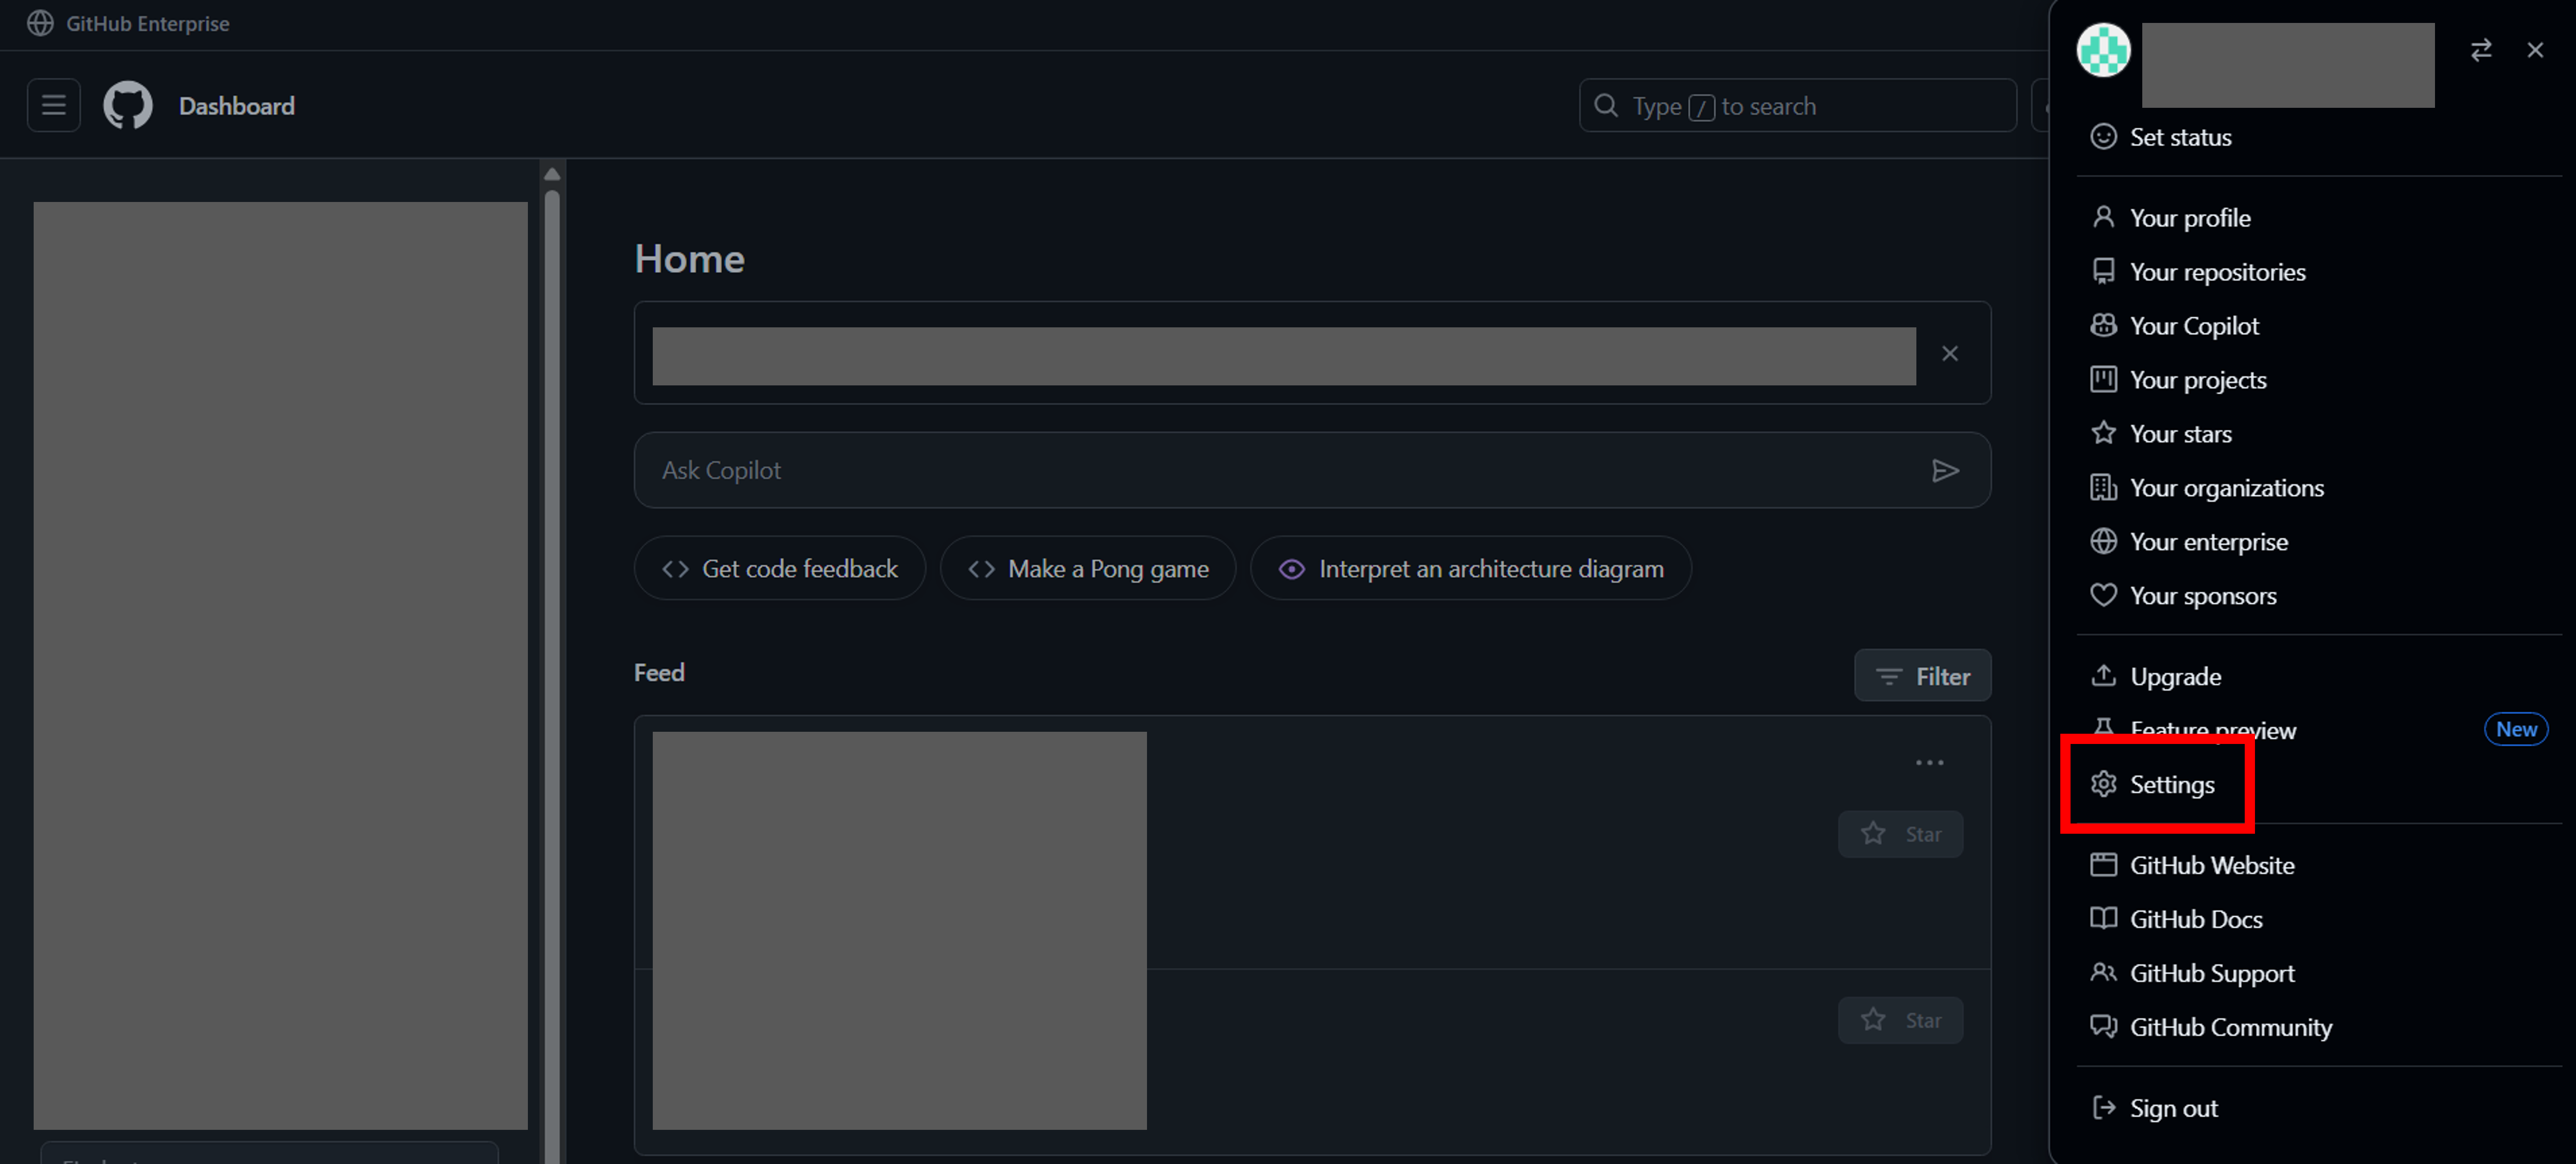 GitHub Enterprise
Dashboard
Type / to search
Home
Ask Copilot
Get code feedback
Make a Pong game
Interpret an architecture diagram
Feed
Filter
Star
Star
Set status
Your profile
Your repositories
Your Copilot
Your projects
Your stars
Your organizations
Your enterprise
Your sponsors
Upgrade
Feature preview
New
Settings
GitHub Website
GitHub Docs
GitHub Support
GitHub Community
Sign out